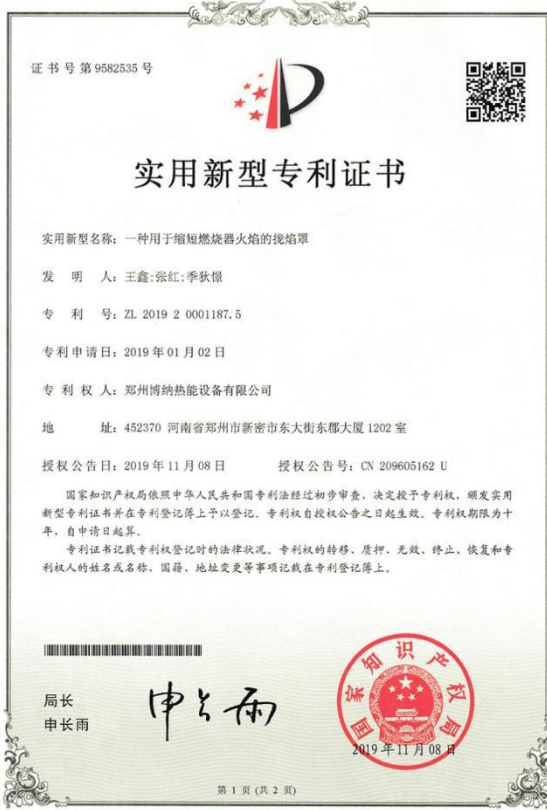 证书号第9582535号
实用新型专利证书
实用新型名称：一种用于缩短燃烧器火焰的拢焰罩
发 明 人：王鑫;张红;季狄憬
专 利 号：ZL 2019 2 0001187.5
专利申请日：2019年01月02日
专 利 权 人：郑州博纳热能设备有限公司
地 址：452370 河南省郑州市新密市东大街东郡大厦1202室
授权公告日：2019年11月08日 授权公告号：CN 209605162 U
国家知识产权局依照中华人民共和国专利法经过初步审查，决定授予专利权，颁发实用
新型专利证书并在专利登记簿上予以登记。专利权自授权公告之日起生效。专利权期限为十
年，自申请日起算。
专利证书记载专利权登记时的法律状况。专利权的转移、质押、无效、终止、恢复和专
利权人的姓名或名称、国籍、地址变更等事项记载在专利登记簿上。
局长
申长雨
申长雨
国家知识产权局
2019年11月08日
第 1 页 (共 2 页)